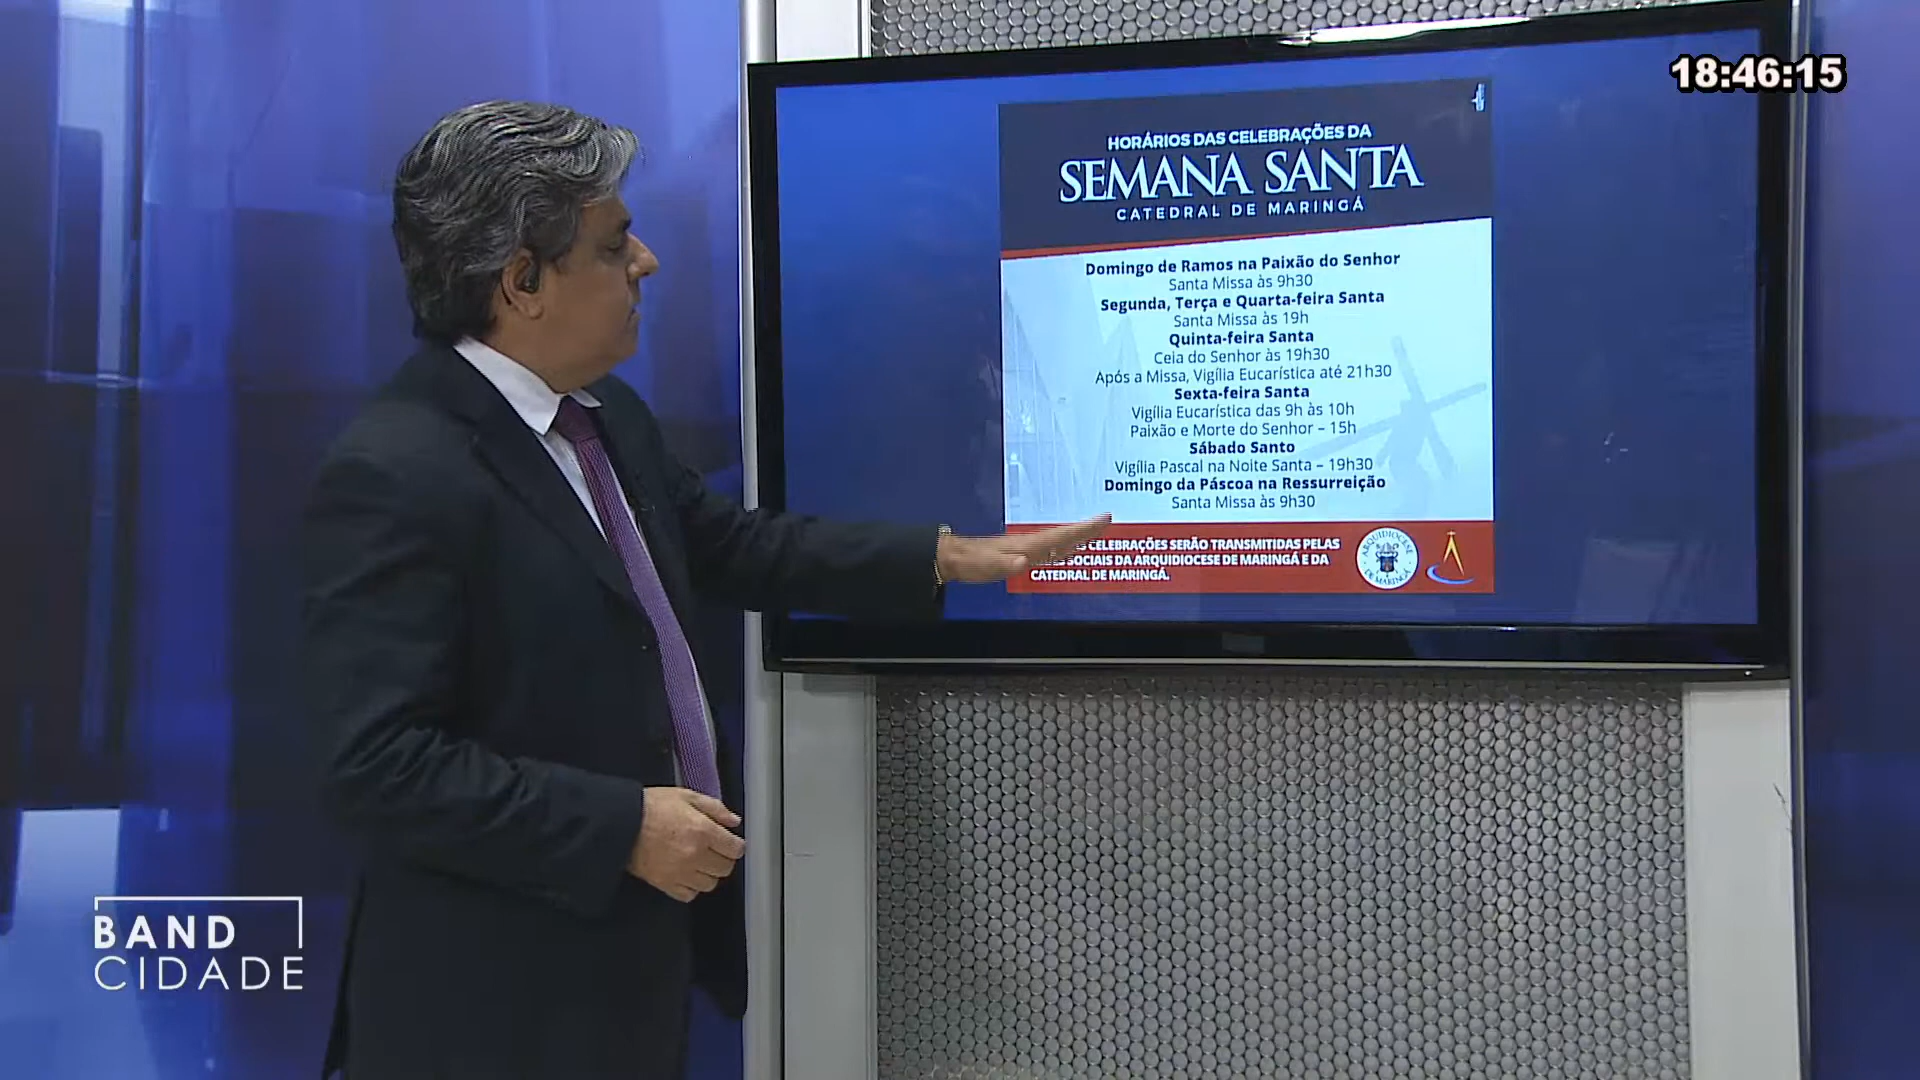 18:46:15
HORÁRIOS DAS CELEBRAÇÕES DA
SEMANA SANTA
CATEDRAL DE MARINGÁ
Domingo de Ramos na Paixão do Senhor
Santa Missa às 9h30
Segunda, Terça e Quarta-feira Santa
Santa Missa às 19h
Quinta-feira Santa
Ceia do Senhor às 19h30
Após a Missa, Vigília Eucarística até 21h30
Sexta-feira Santa
Vigília Eucarística das 9h às 10h
Paixão e Morte do Senhor – 15h
Sábado Santo
Vigília Pascal na Noite Santa – 19h30
Domingo da Páscoa na Ressurreição
Santa Missa às 9h30
CELEBRAÇÕES SERÃO TRANSMITIDAS PELAS
SOCIAIS DA ARQUIDIOCESE DE MARINGÁ E DA
CATEDRAL DE MARINGÁ.
ARQUIDIOCESE
DE MARINGÁ
BAND
CIDADE